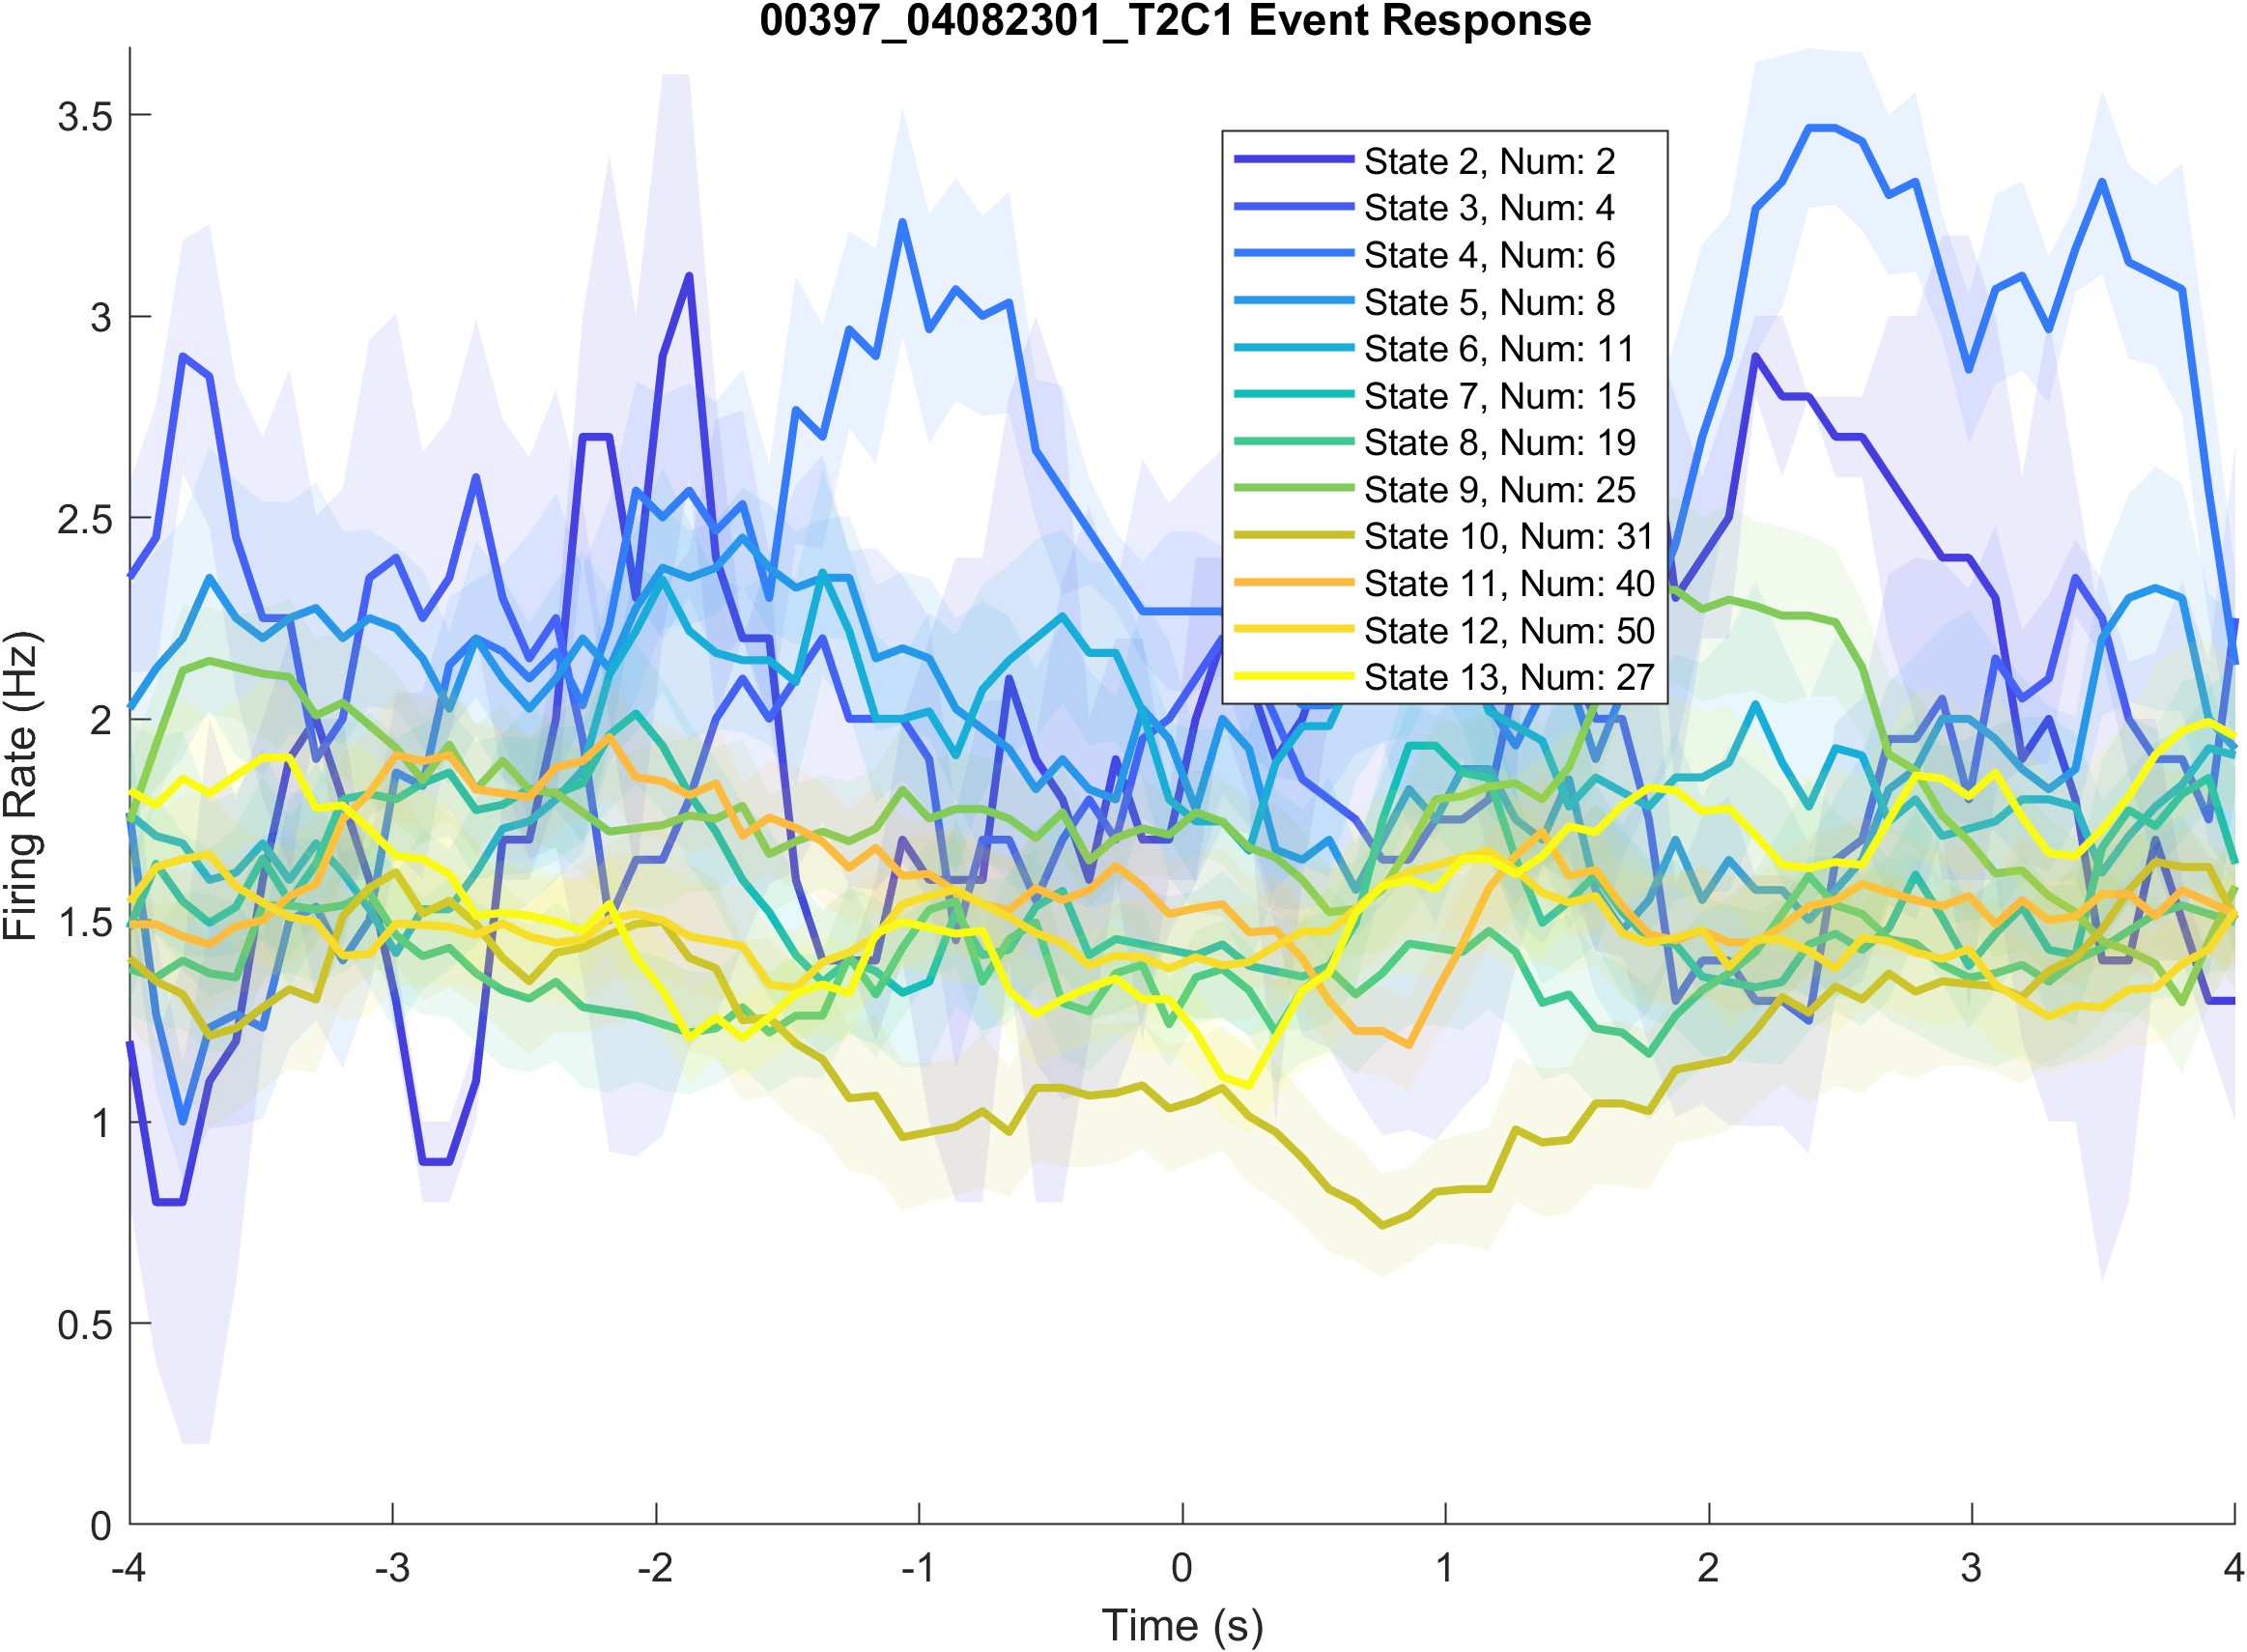 00397_04082301_T2C1 Event Response
Firing Rate (Hz)
3.5
3
2.5
2
1.5
1
0.5
0
State 2, Num: 2
State 3, Num: 4
State 4, Num: 6
State 5, Num: 8
State 6, Num: 11
State 7, Num: 15
State 8, Num: 19
State 9, Num: 25
State 10, Num: 31
State 11, Num: 40
State 12, Num: 50
State 13, Num: 27
-4 -3 -2 -1 0 1 2 3 4
Time (s)